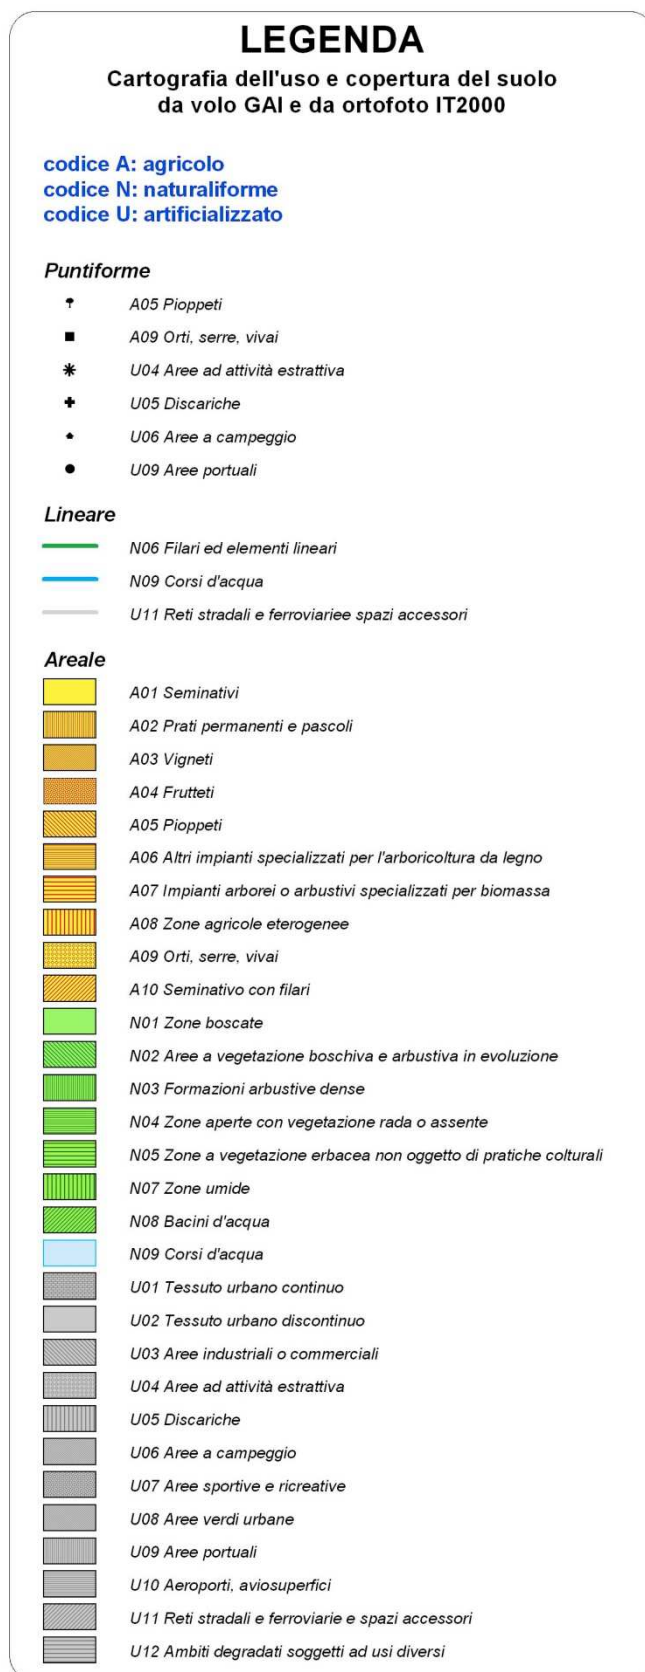 LEGENDA
Cartografia dell'uso e copertura del suolo
da volo GAI e da ortofoto IT2000
codice A: agricolo
codice N: naturaliforme
codice U: artificializzato
Puntiforme
A05 Pioppeti
A09 Orti, serre, vivai
U04 Aree ad attività estrattiva
U05 Discariche
U06 Aree a campeggio
U09 Aree portuali
Lineare
N06 Filari ed elementi lineari
N09 Corsi d'acqua
U11 Reti stradali e ferroviariee spazi accessori
Areale
A01 Seminativi
A02 Prati permanenti e pascoli
A03 Vigneti
A04 Frutteti
A05 Pioppeti
A06 Altri impianti specializzati per l'arboricoltura da legno
A07 Impianti arborei o arbustivi specializzati per biomassa
A08 Zone agricole eterogenee
A09 Orti, serre, vivai
A10 Seminativo con filari
N01 Zone boscate
N02 Aree a vegetazione boschiva e arbustiva in evoluzione
N03 Formazioni arbustive dense
N04 Zone aperte con vegetazione rada o assente
N05 Zone a vegetazione erbacea non oggetto di pratiche colturali
N07 Zone umide
N08 Bacini d'acqua
N09 Corsi d'acqua
U01 Tessuto urbano continuo
U02 Tessuto urbano discontinuo
U03 Aree industriali o commerciali
U04 Aree ad attività estrattiva
U05 Discariche
U06 Aree a campeggio
U07 Aree sportive e ricreative
U08 Aree verdi urbane
U09 Aree portuali
U10 Aeroporti, aviosuperfici
U11 Reti stradali e ferroviarie e spazi accessori
U12 Ambiti degradati soggetti ad usi diversi